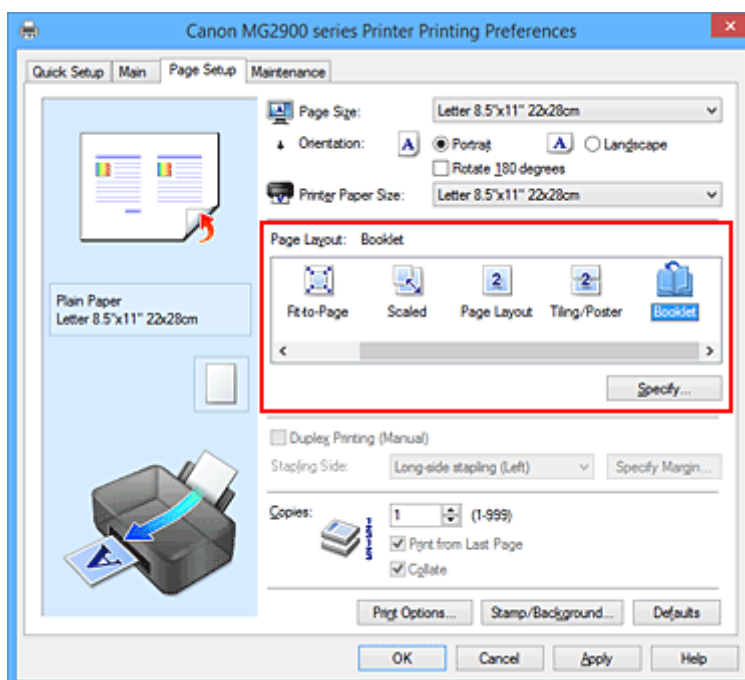 Canon MG2900 series Printer Printing Preferences
Quick Setup Main Page Setup Maintenance
Page Size: Letter 8.5"x11" 22x28cm
Orientation: A Portrait A Landscape
Rotate 180 degrees
Printer Paper Size: Letter 8.5"x11" 22x28cm
Page Layout: Booklet
2 2
Fit-to-Page Scaled Page Layout Tiling/Poster Booklet
Specify...
Plain Paper
Letter 8.5"x11" 22x28cm
Duplex Printing (Manual)
Stapling Side: Long-side stapling (Left) Specify Margin...
Copies: 1 (1-999)
Print from Last Page
Collate
A
Print Options... Stamp/Background... Defaults
OK Cancel Apply Help